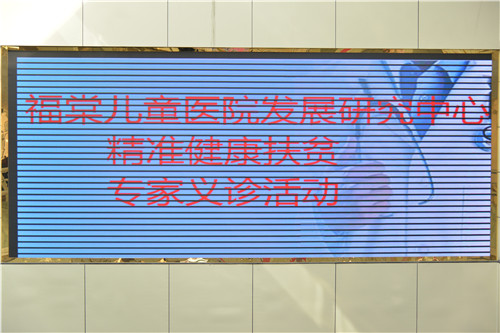 福棠儿童医院发展研究中心
精准健康扶贫
专家义诊活动